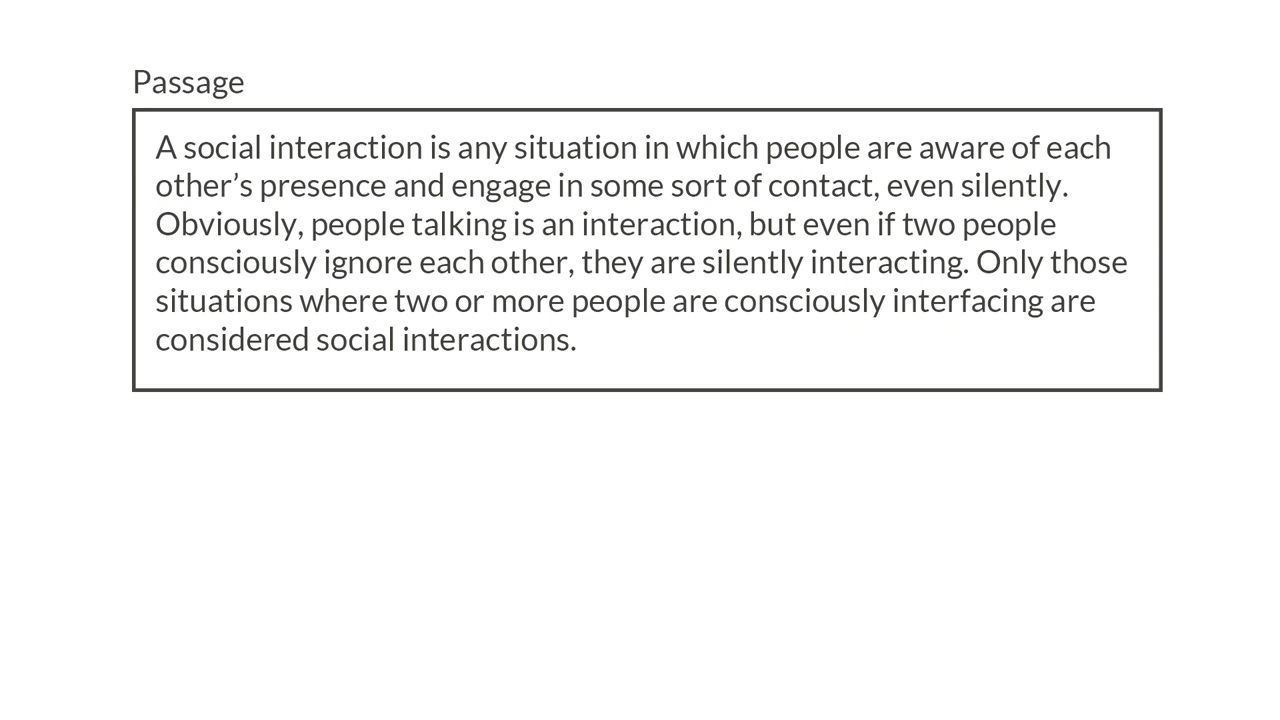 Passage
A social interaction is any situation in which people are aware of each
other’s presence and engage in some sort of contact, even silently.
Obviously, people talking is an interaction, but even if two people
consciously ignore each other, they are silently interacting. Only those
situations where two or more people are consciously interfacing are
considered social interactions.